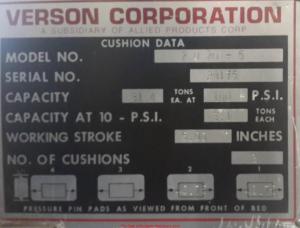 VERSON CORPORATION
A SUBSIDIARY OF ALLIED PRODUCTS CORP
CUSHION DATA
MODEL NO.
SERIAL NO.
CAPACITY TONS EA. AT P.S.I.
CAPACITY AT 10 - P.S.I. TONS EACH
WORKING STROKE INCHES
NO. OF CUSHIONS
4 3 2 1
PRESSURE PIN PADS AS VIEWED FROM FRONT OF BED